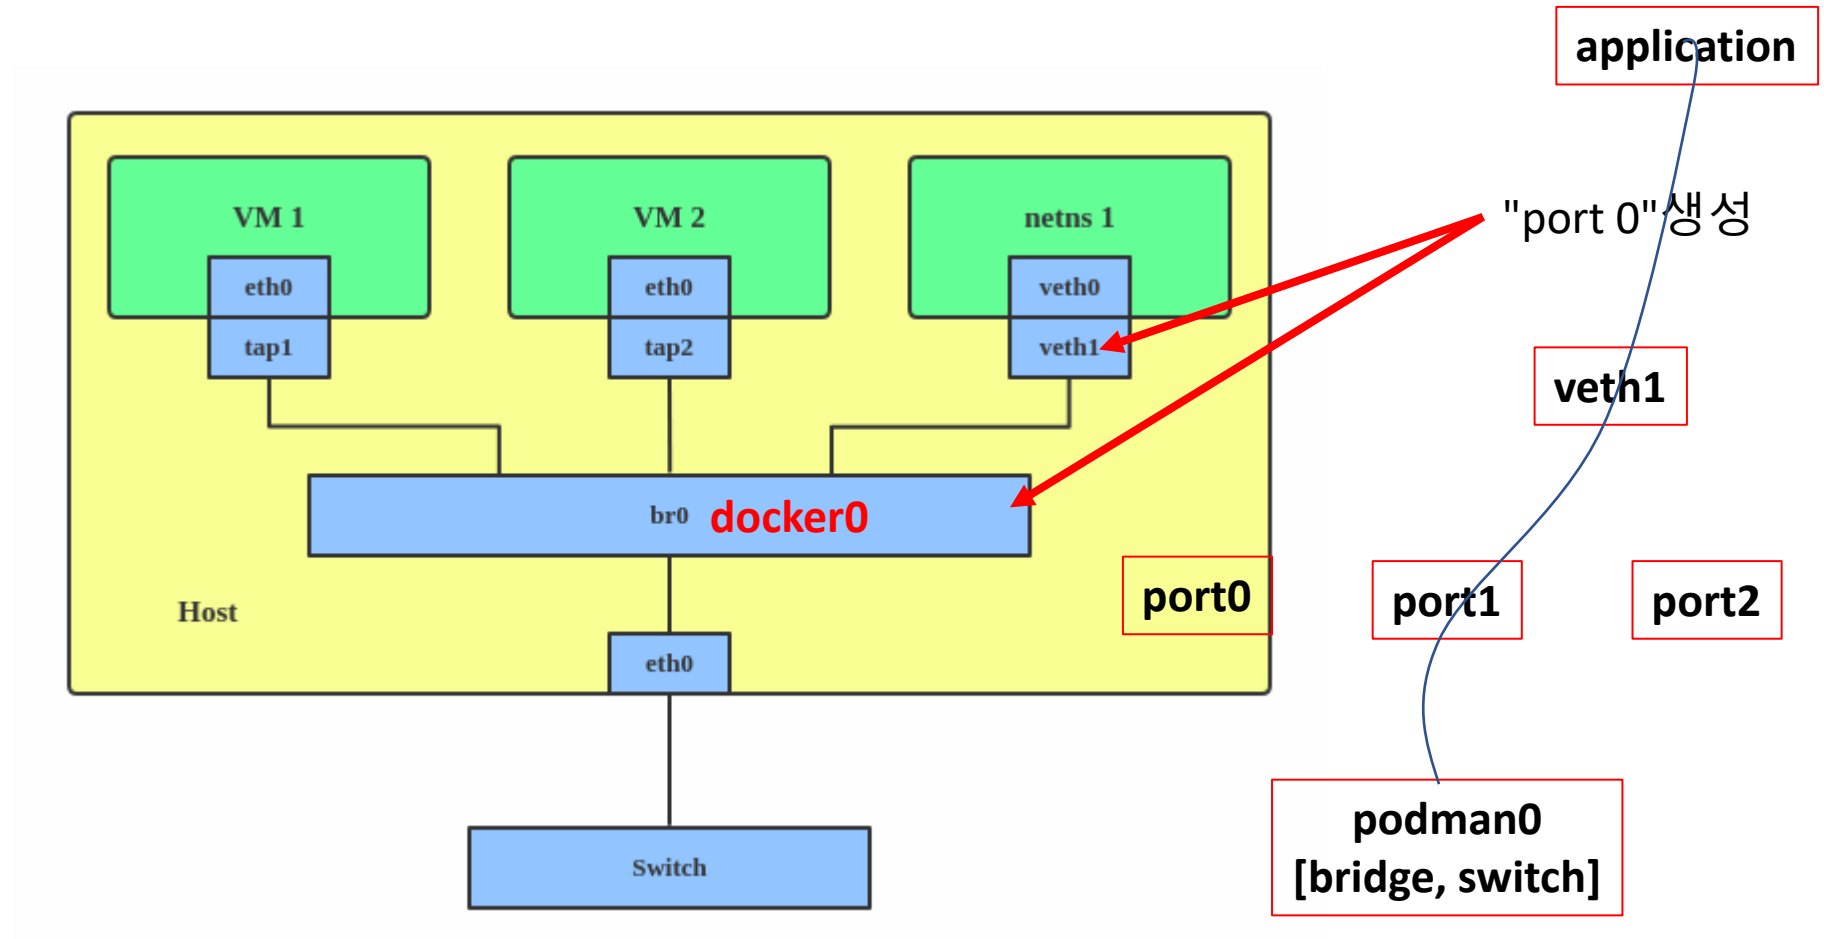 application
VM 1
VM 2
netns 1
"port 0"생성
eth0
eth0
veth0
tap1
tap2
veth1
veth1
br0
docker0
port0
port1
port2
Host
eth0
podman0
[bridge, switch]
Switch